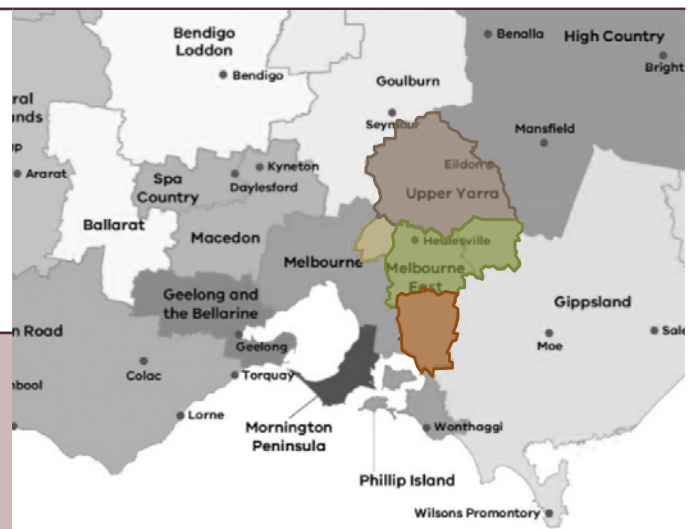 Bendigo
Loddon
Benalla
High Country
Bendigo
Bright
Goulburn
ral
nds
Seymour
Mansfield
p
Kyneton
Eildon
Ararat
Spa
Country
Daylesford
Upper Yarra
Ballarat
Macedon
Healesville
Melbourne
Melbourne
East
Geelong and
the Bellarine
Gippsland
n Road
Geelong
Moe
Sale
Colac
Torquay
bool
Lorne
Mornington
Peninsula
Wonthaggi
Phillip Island
Wilsons Promontory